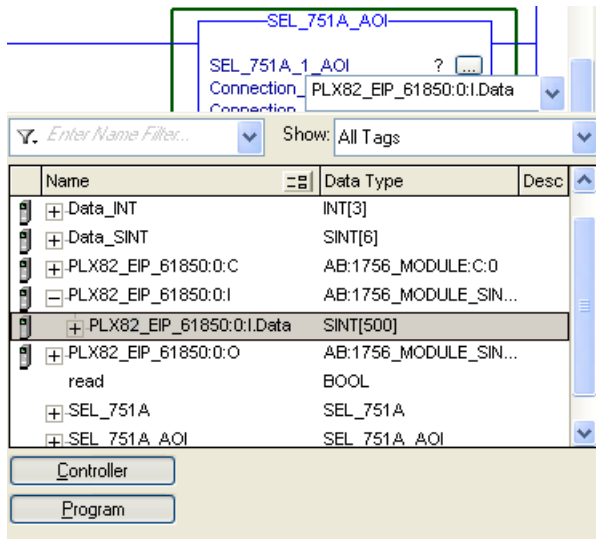 SEL_751A_AOI
SEL_751A_1_AOI ? ...
Connection_ PLX82_EIP_61850:0:I.Data
Connection
Enter Name Filter... Show: All Tags
Name Data Type Desc
Data_INT INT[3]
Data_SINT SINT[6]
PLX82_EIP_61850:0:C AB:1756_MODULE:C:0
PLX82_EIP_61850:0:I AB:1756_MODULE_SIN...
PLX82_EIP_61850:0:I.Data SINT[500]
PLX82_EIP_61850:0:O AB:1756_MODULE_SIN...
read BOOL
SEL_751A SEL_751A
SEL_751A_AOI SEL_751A_AOI
Controller
Program